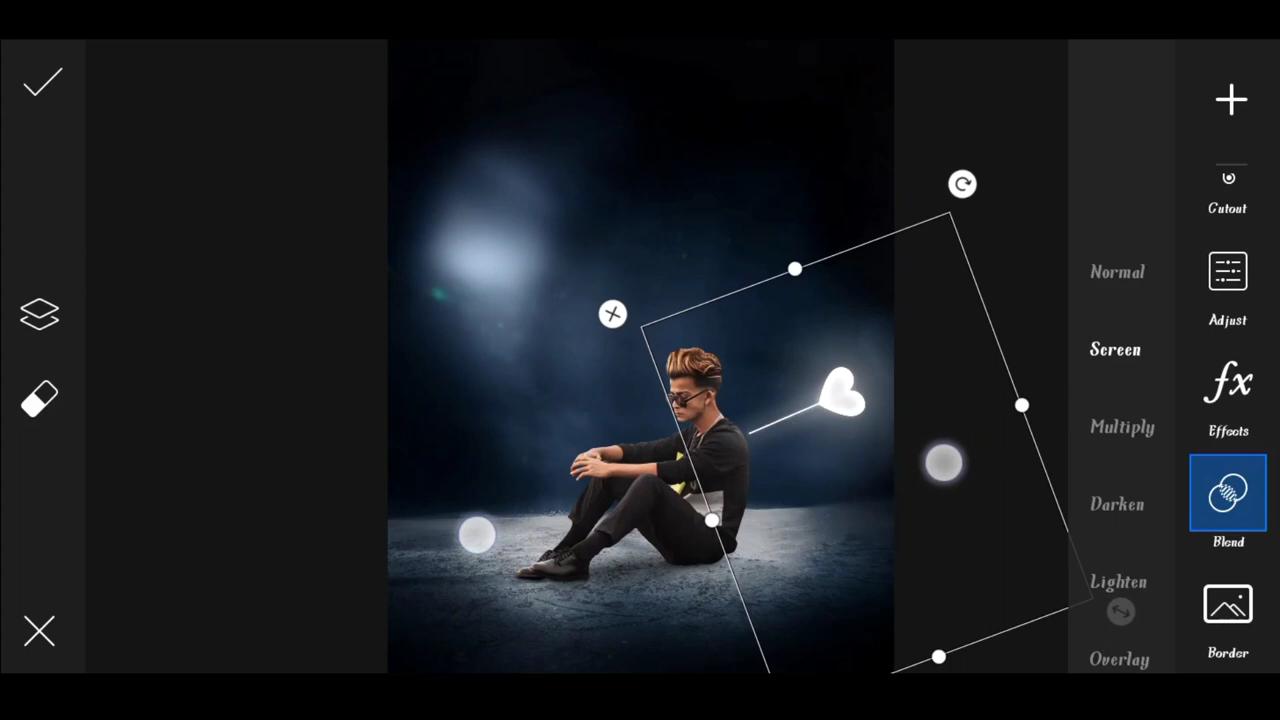 Cutout
Normal
Adjust
Screen
Effects
Multiply
Darken
Blend
Lighten
Overlay
Border